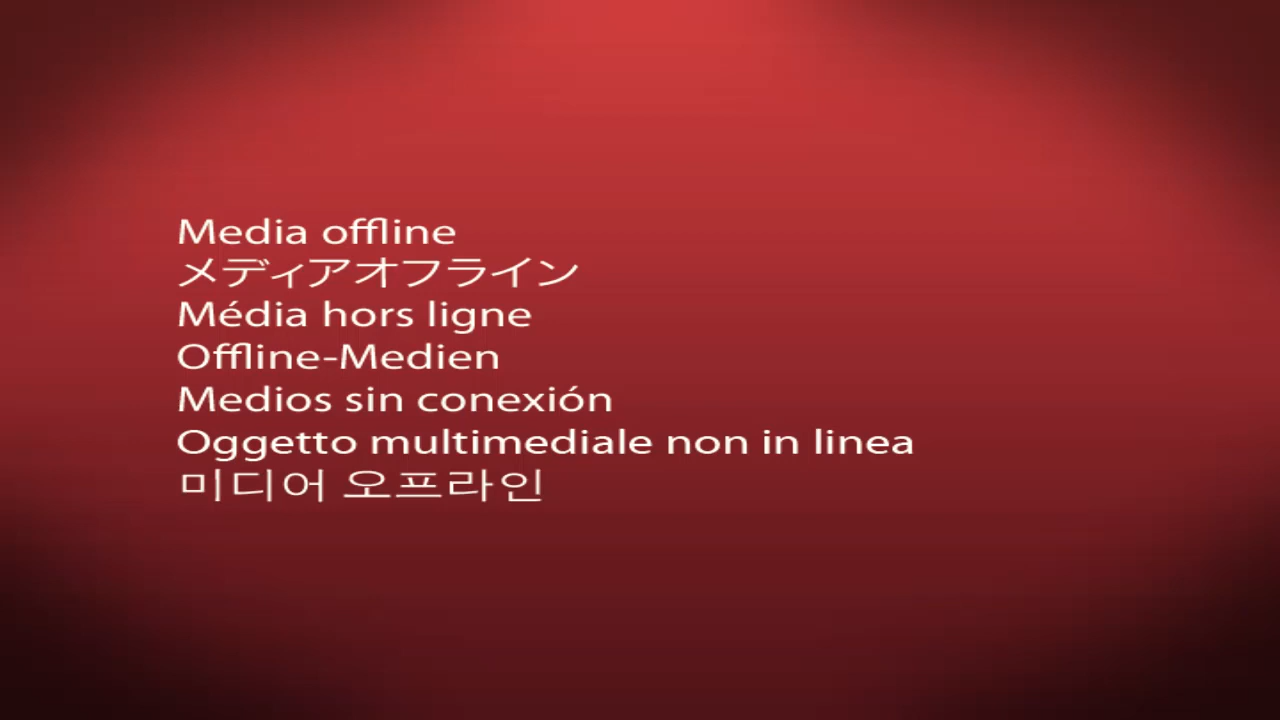 Media offline
メディアオフライン
Média hors ligne
Offline-Medien
Medios sin conexión
Oggetto multimediale non in linea
미디어 오프라인